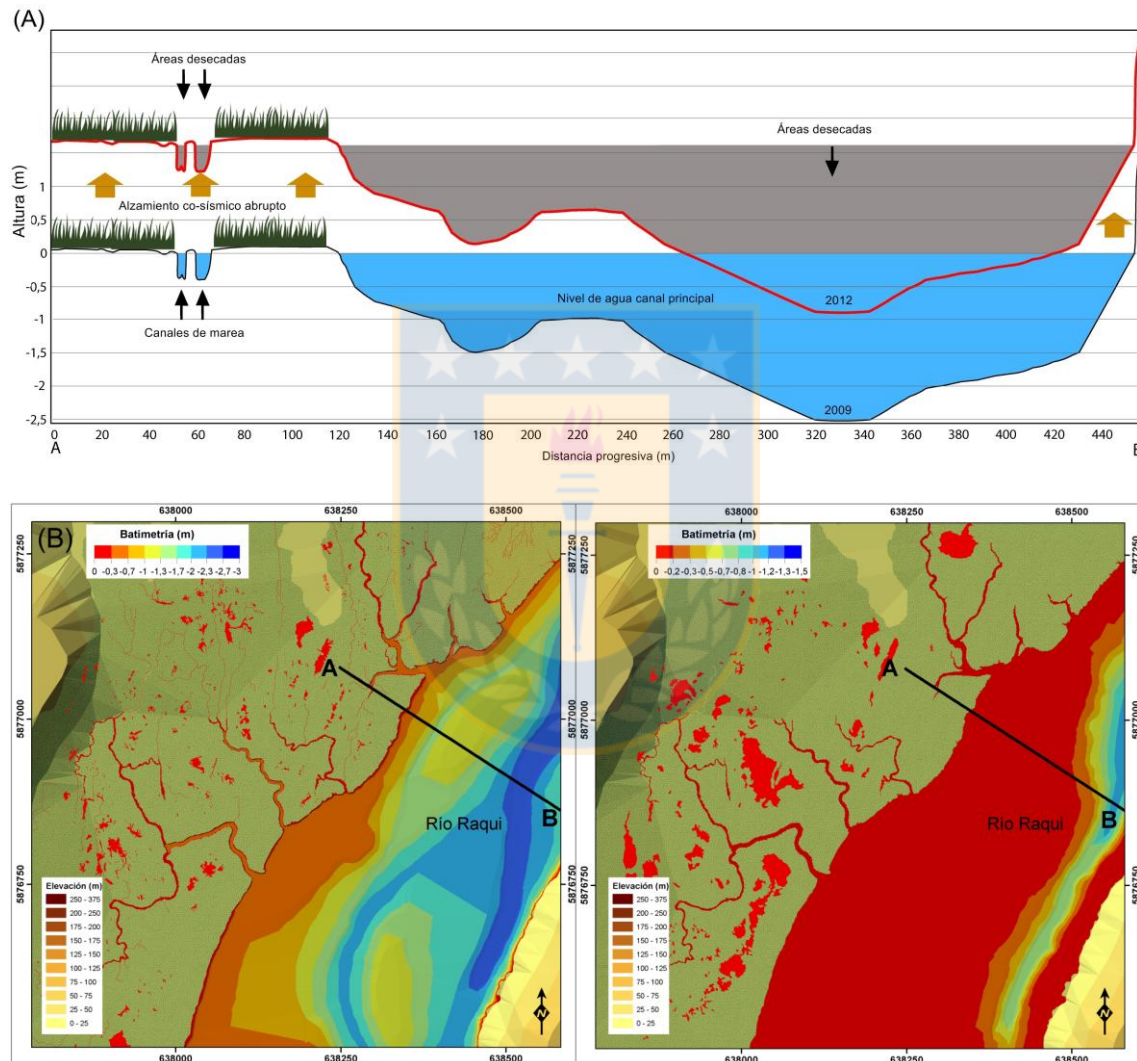 (A)
Áreas desecadas
Áreas desecadas
Altura (m)
1
0,5
0
-0,5
-1
-1,5
-2
-2,5
Alzamiento co-sísmico abrupto
Nivel de agua canal principal
2012
Canales de marea
2009
0 20 40 60 80 100 120 140 160 180 200 220 240 260 280 300 320 340 360 380 400 420 440
A
Distancia progresiva (m)
(B)
638000 638250 638500
Batimetría (m)
0 -0,3 -0,7 -1 -1,3 -1,7 -2 -2,3 -2,7 -3
5877250
5877000
5876750
A
B
Río Raqui
Elevación (m)
250 - 375
200 - 250
175 - 200
150 - 175
125 - 150
100 - 125
75 - 100
50 - 75
25 - 50
0 - 25
N
638000 638250 638500
638000 638250 638500
Batimetría (m)
0 -0,2 -0,3 -0,5 -0,7 -0,8 -1 -1,2 -1,3 -1,5
5877250
5877000
5876750
5877250
5877000
5876750
A
B
Río Raqui
Elevación (m)
250 - 375
200 - 250
175 - 200
150 - 175
125 - 150
100 - 125
75 - 100
50 - 75
25 - 50
0 - 25
N
638000 638250 638500